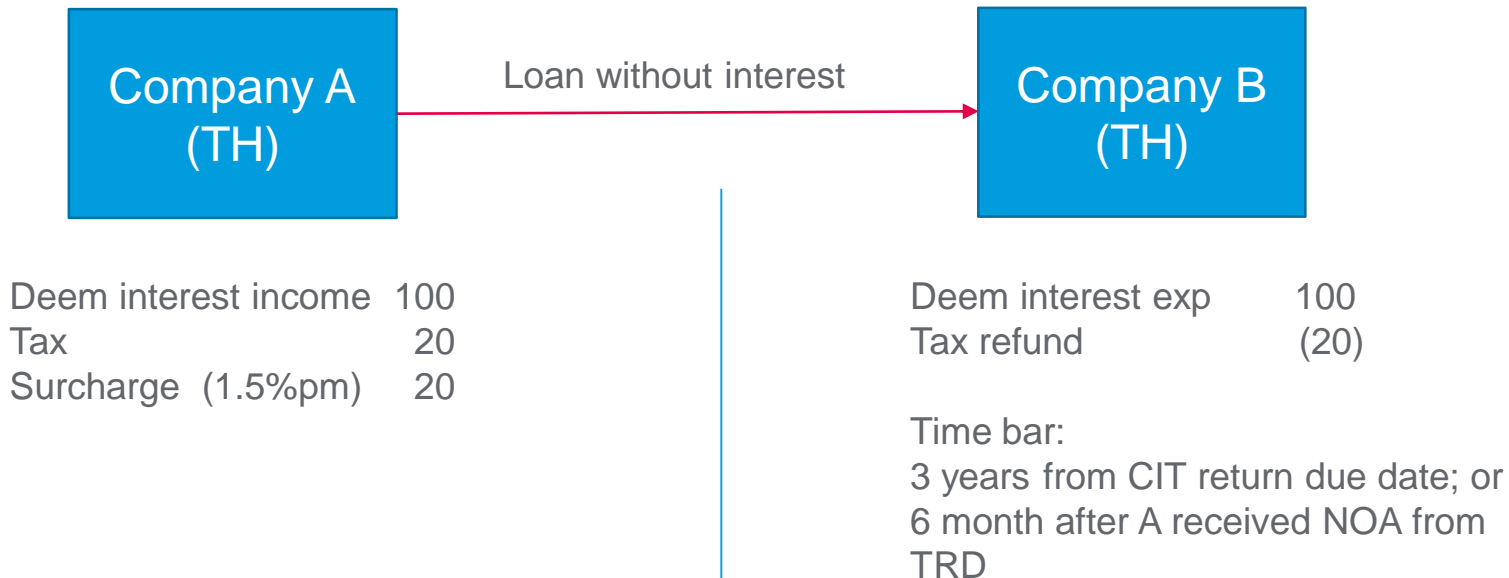 Company A
(TH)
Loan without interest
Company B
(TH)
Deem interest income 100
Tax 20
Surcharge (1.5%pm) 20
Deem interest exp 100
Tax refund (20)
Time bar:
3 years from CIT return due date; or
6 month after A received NOA from
TRD